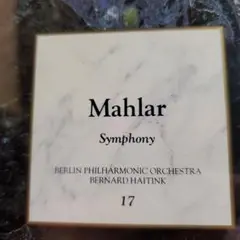 Mahlar
Symphony
BERLIN PHILHARMONIC ORCHESTRA
BERNARD HAITINK
17